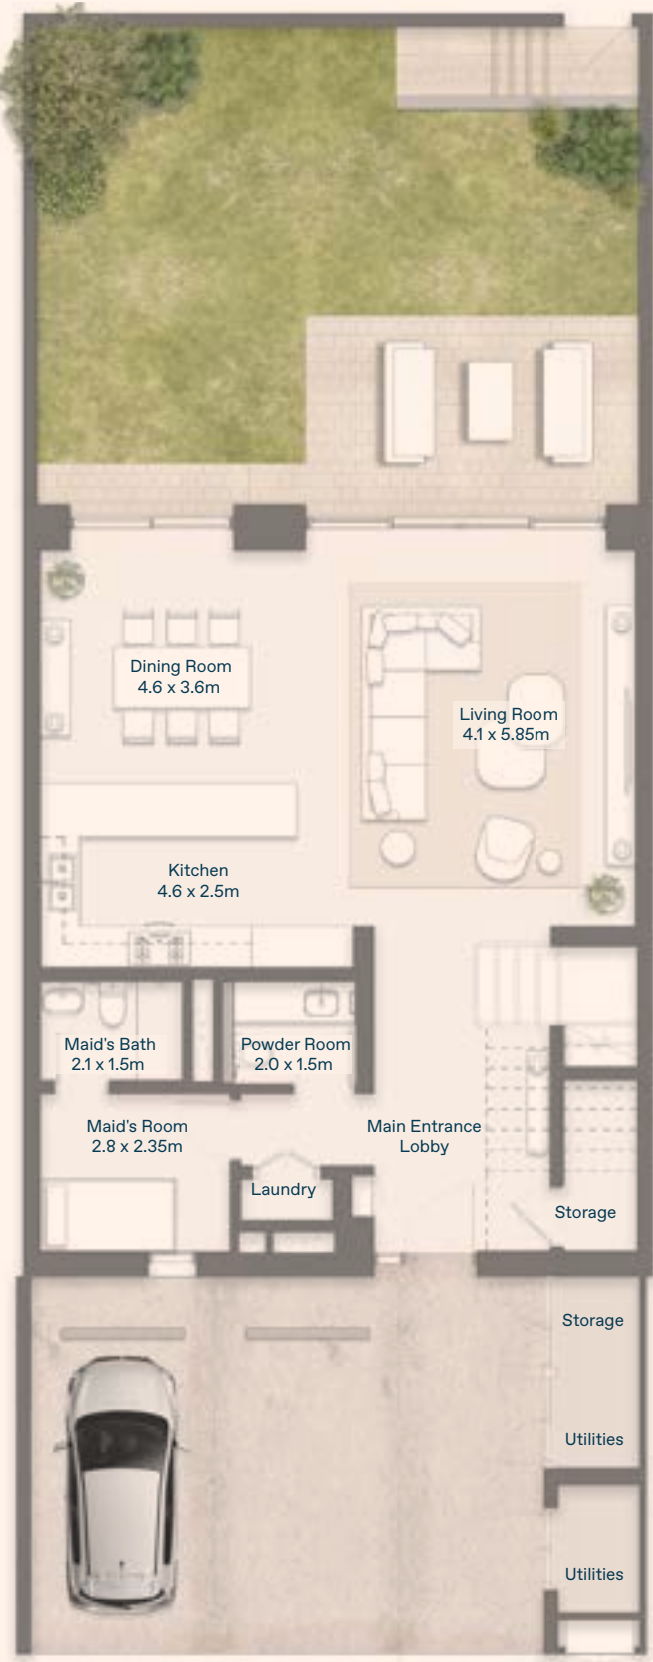 Dining Room
4.6 x 3.6m
Living Room
4.1 x 5.85m
Kitchen
4.6 x 2.5m
Maid's Bath
2.1 x 1.5m
Powder Room
2.0 x 1.5m
Maid's Room
2.8 x 2.35m
Main Entrance
Lobby
Laundry
Storage
Storage
Utilities
Utilities